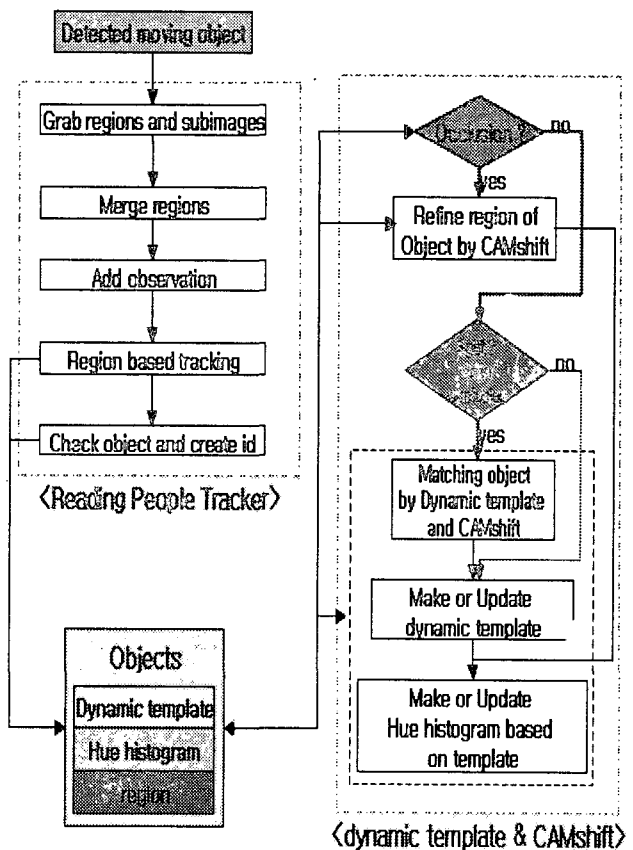 Detected moving object
Grab regions and subimages
Merge regions
Add observation
Region based tracking
Check object and create id
<Reading People Tracker>
Objects
Dynamic template
Hue histogram
region
Occlusion ?
no
yes
Refine region of
Object by CAMshift
no
yes
Matching object
by Dynamic template
and CAMshift
Make or Update
dynamic template
Make or Update
Hue histogram based
on template
<dynamic template & CAMshift>